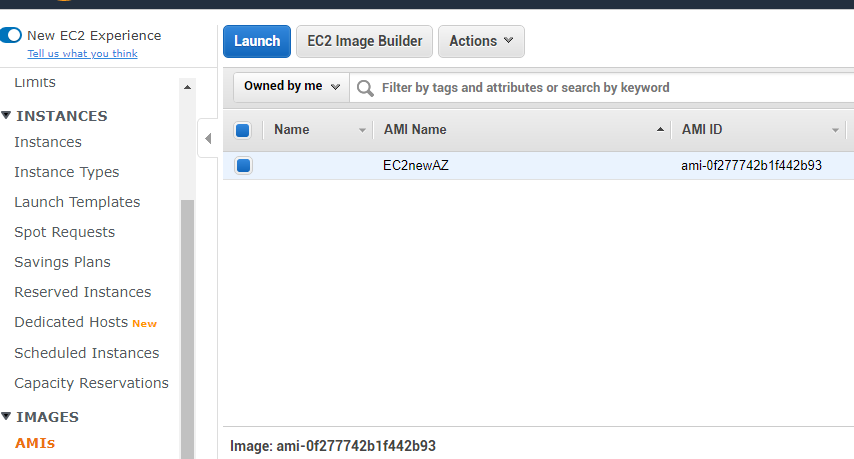 New EC2 Experience
Tell us what you think
Limits
INSTANCES
Instances
Instance Types
Launch Templates
Spot Requests
Savings Plans
Reserved Instances
Dedicated Hosts New
Scheduled Instances
Capacity Reservations
IMAGES
AMIs
Launch EC2 Image Builder Actions
Owned by me Filter by tags and attributes or search by keyword
Name AMI Name AMI ID
EC2newAZ ami-0f277742b1f442b93
Image: ami-0f277742b1f442b93